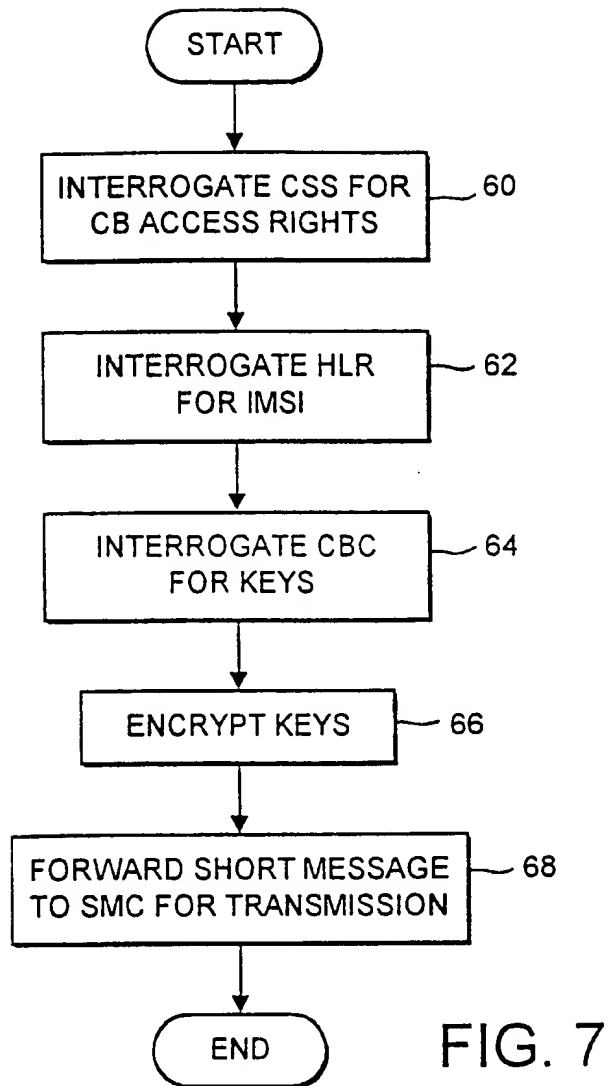 START
INTERROGATE CSS FOR
CB ACCESS RIGHTS
60
INTERROGATE HLR
FOR IMSI
62
INTERROGATE CBC
FOR KEYS
64
ENCRYPT KEYS
66
FORWARD SHORT MESSAGE
TO SMC FOR TRANSMISSION
68
END
FIG. 7